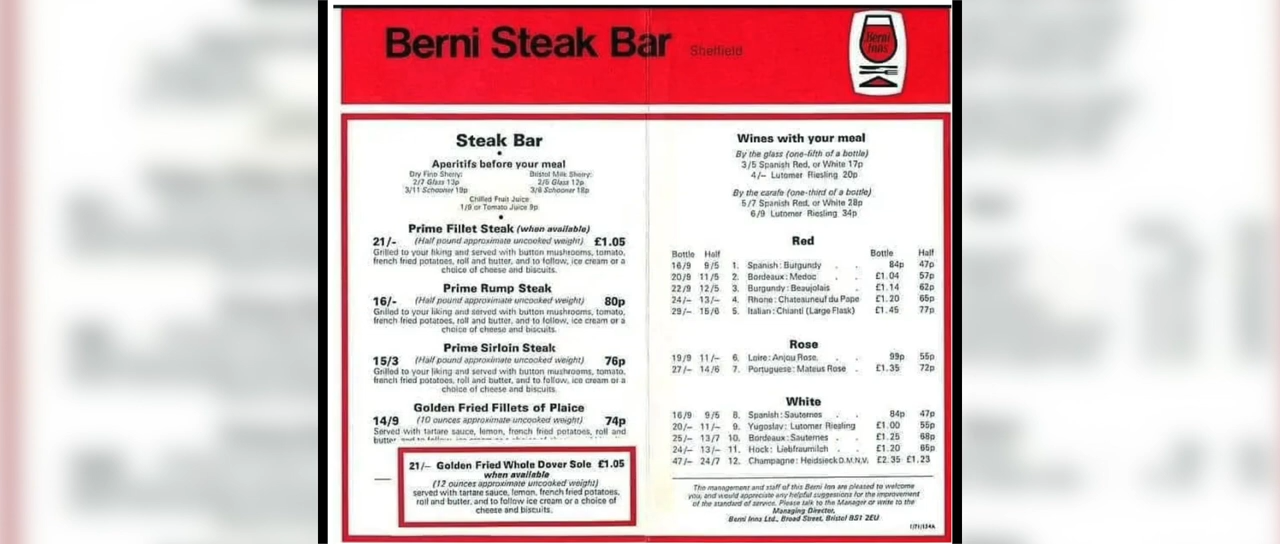 Berni Steak Bar Sheffield
Berni
Inns
Steak Bar
Aperitifs before your meal
Dry Fino Sherry: Bristol Milk Sherry:
2/7 Glass 13p 2/5 Glass 12p
3/11 Schooner 19p 3/8 Schooner 18p
Chilled Fruit Juice
1/9 or Tomato Juice 9p
Prime Fillet Steak (when available)
21/- (Half pound approximate uncooked weight) £1.05
Grilled to your liking and served with button mushrooms, tomato,
french fried potatoes, roll and butter, and to follow, ice cream or a
choice of cheese and biscuits.
Prime Rump Steak
16/- (Half pound approximate uncooked weight) 80p
Grilled to your liking and served with button mushrooms, tomato,
french fried potatoes, roll and butter, and to follow, ice cream or a
choice of cheese and biscuits.
Prime Sirloin Steak
15/3 (Half pound approximate uncooked weight) 76p
Grilled to your liking and served with button mushrooms, tomato,
french fried potatoes, roll and butter, and to follow, ice cream or a
choice of cheese and biscuits.
Golden Fried Fillets of Plaice
14/9 (10 ounces approximate uncooked weight) 74p
Served with tartare sauce, lemon, french fried potatoes, roll and
butter,
21/– Golden Fried Whole Dover Sole £1.05
when available
(12 ounces approximate uncooked weight)
served with tartare sauce, lemon, french fried potatoes,
roll and butter, and to follow ice cream or a choice of
cheese and biscuits.
Wines with your meal
By the glass (one-fifth of a bottle)
3/5 Spanish Red, or White 17p
4/– Lutomer Riesling 20p
By the carafe (one-third of a bottle)
5/7 Spanish Red, or White 28p
6/9 Lutomer Riesling 34p
Red
Bottle Half Bottle Half
16/9 9/5 1. Spanish: Burgundy . . 84p 47p
20/9 11/5 2. Bordeaux: Medoc . . £1.04 57p
22/9 12/5 3. Burgundy: Beaujolais . £1.14 62p
24/– 13/– 4. Rhone: Chateauneuf du Pape £1.20 65p
29/– 15/6 5. Italian: Chianti (Large Flask) £1.45 77p
Rose
19/9 11/– 6. Loire: Anjou Rose. . . 99p 55p
27/– 14/6 7. Portuguese: Mateus Rose . £1.35 72p
White
16/9 9/5 8. Spanish: Sauternes . . 84p 47p
20/– 11/– 9. Yugoslav: Lutomer Riesling £1.00 55p
25/– 13/7 10. Bordeaux: Sauternes . . £1.25 68p
24/– 13/– 11. Hock: Liebfraumilch . . £1.20 65p
47/– 24/7 12. Champagne: Heidsieck D.M.N.V. £2.35 £1.23
The management and staff of this Berni Inn are pleased to welcome
you, and would appreciate any helpful suggestions for the improvement
of the standard of service. Please talk to the Manager or write to the
Managing Director,
Berni Inns Ltd., Broad Street, Bristol BS1 2EU
1/71/134A